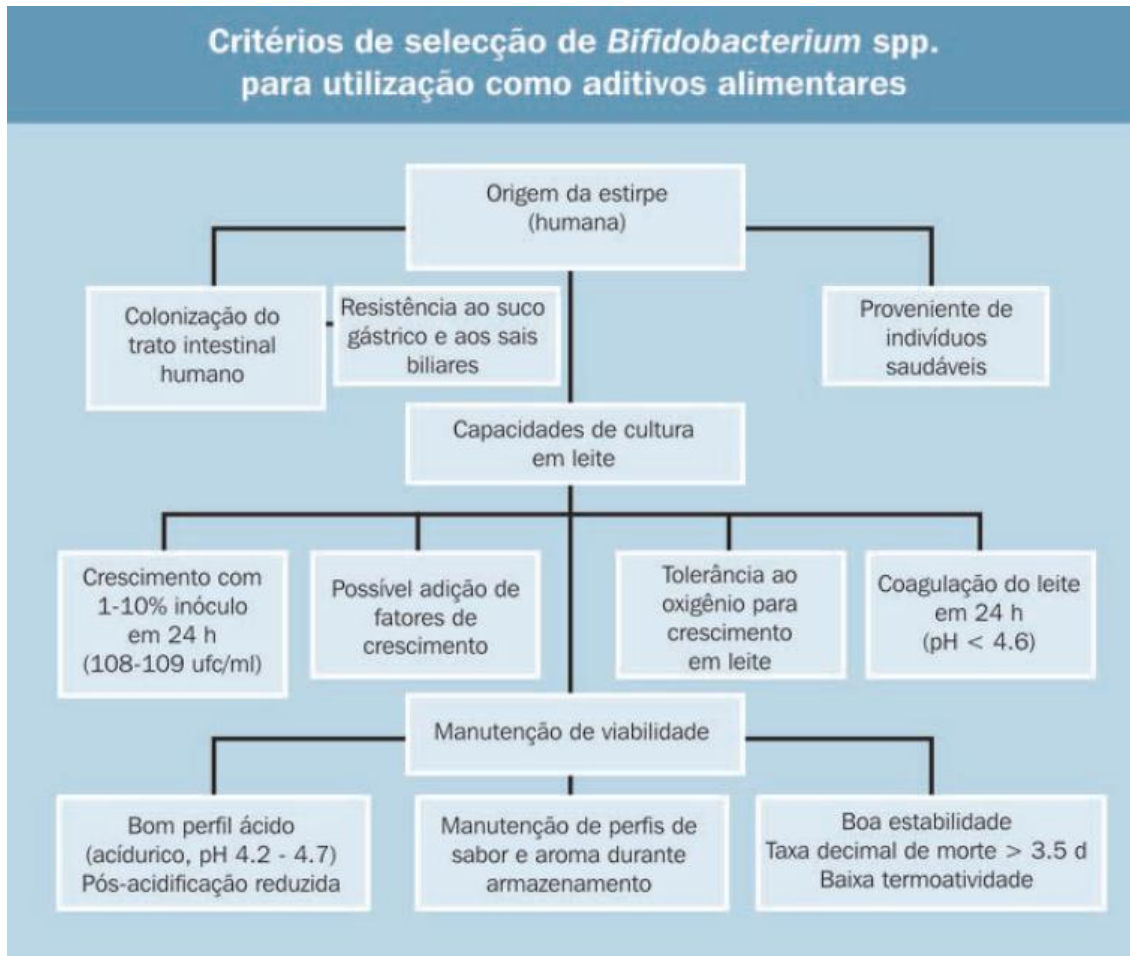 Critérios de selecção de Bifidobacterium spp.
para utilização como aditivos alimentares
Origem da estirpe
(humana)
Colonização do
trato intestinal
humano
Resistência ao suco
gástrico e aos sais
biliares
Proveniente de
indivíduos
saudáveis
Capacidades de cultura
em leite
Crescimento com
1-10% inóculo
em 24 h
(108-109 ufc/ml)
Possível adição de
fatores de
crescimento
Tolerância ao
oxigênio para
crescimento
em leite
Coagulação do leite
em 24 h
(pH < 4.6)
Manutenção de viabilidade
Bom perfil ácido
(acídurico, pH 4.2 - 4.7)
Pós-acidificação reduzida
Manutenção de perfis de
sabor e aroma durante
armazenamento
Boa estabilidade
Taxa decimal de morte > 3.5 d
Baixa termoatividade